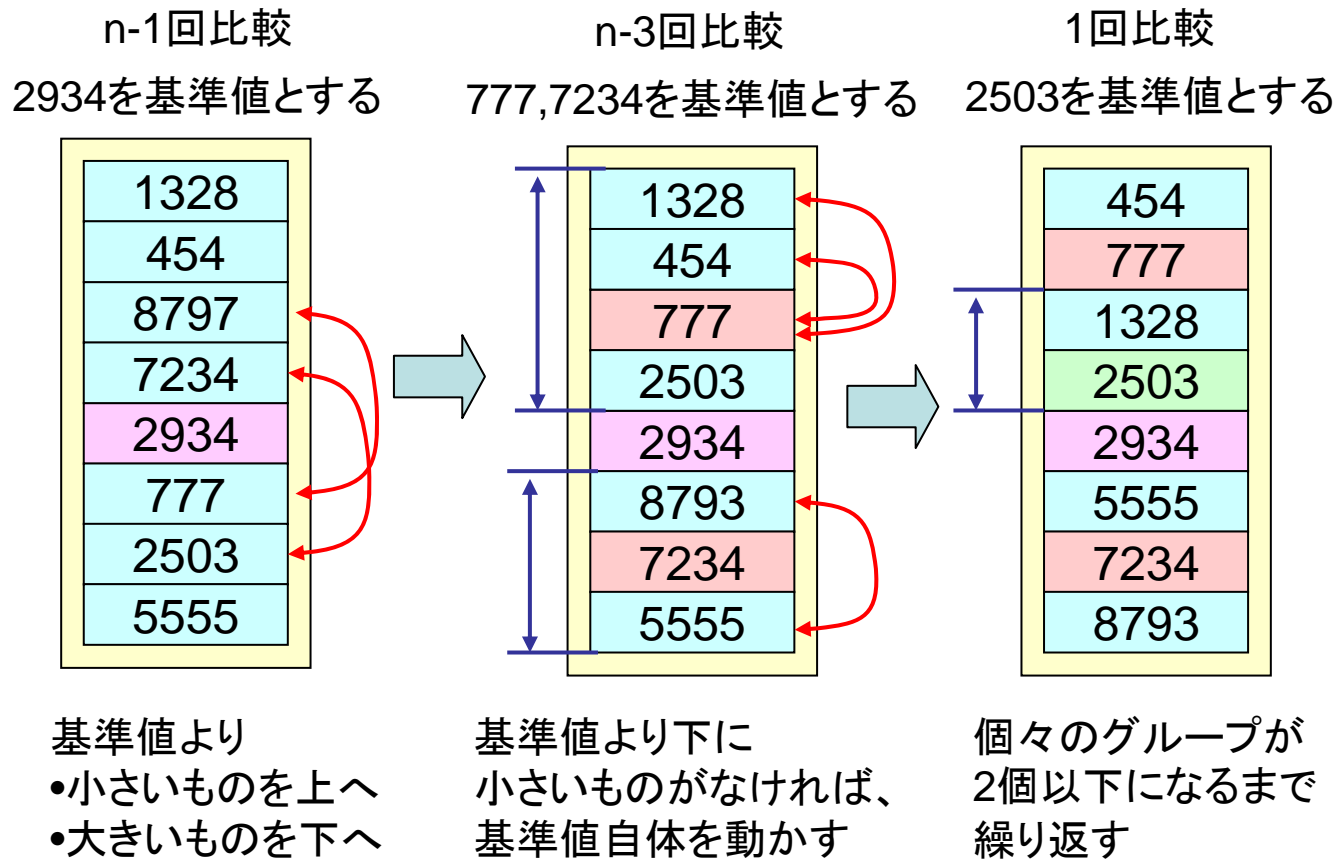 n-1回比較
2934を基準値とする
1328
454
8797
7234
2934
777
2503
5555
基準値より
•小さいものを上へ
•大きいものを下へ
n-3回比較
777,7234を基準値とする
1328
454
777
2503
2934
8793
7234
5555
基準値より下に
小さいものがなければ、
基準値自体を動かす
1回比較
2503を基準値とする
454
777
1328
2503
2934
5555
7234
8793
個々のグループが
2個以下になるまで
繰り返す